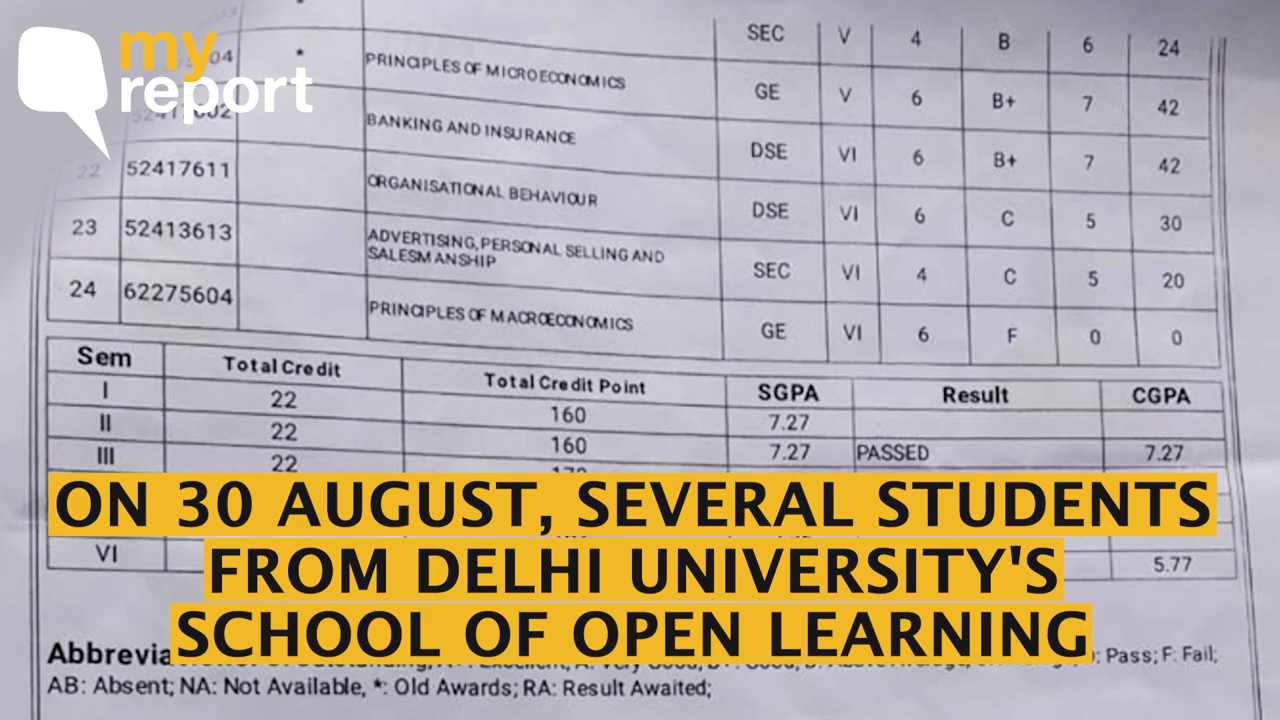 my
report
* SEC V 4 B 6 24
04 * PRINCIPLES OF MICROECONOMICS GE V 6 B+ 7 42
BANKING AND INSURANCE DSE VI 6 B+ 7 42
22 52417611 ORGANISATIONAL BEHAVIOUR DSE VI 6 C 5 30
23 52413613 ADVERTISING, PERSONAL SELLING AND
SALESMANSHIP SEC VI 4 C 5 20
24 62275604 PRINCIPLES OF MACROECONOMICS GE VI 6 F 0 0
Sem Total Credit Total Credit Point SGPA Result CGPA
I 22 160 7.27
II 22 160 7.27 PASSED 7.27
III 22
ON 30 AUGUST, SEVERAL STUDENTS
FROM DELHI UNIVERSITY'S
SCHOOL OF OPEN LEARNING
VI 5.77
Pass; F: Fail;
AB: Absent; NA: Not Available, *: Old Awards; RA: Result Awaited;